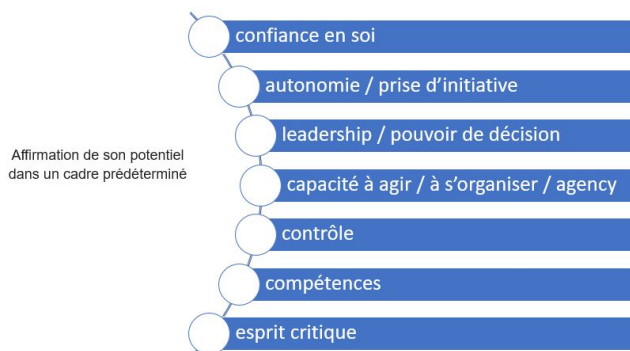 confiance en soi
autonomie / prise d'initiative
leadership / pouvoir de décision
Affirmation de son potentiel
dans un cadre prédéterminé
capacité à agir / à s'organiser / agency
contrôle
compétences
esprit critique